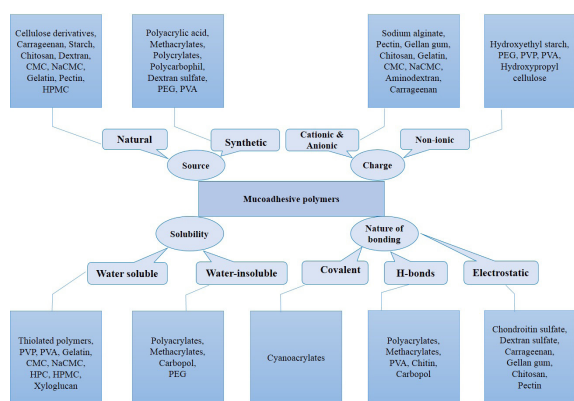 Cellulose derivatives,
Carrageenan, Starch,
Chitosan, Dextran,
CMC, NaCMC,
Gelatin, Pectin,
HPMC
Polyacrylic acid,
Methacrylates,
Polycrylates,
Polycarbophil,
Dextran sulfate,
PEG, PVA
Sodium alginate,
Pectin, Gellan gum,
Chitosan, Gelatin,
CMC, NaCMC,
Aminodextran,
Carrageenan
Hydroxyethyl starch,
PEG, PVP, PVA,
Hydroxypropyl
cellulose
Natural
Synthetic
Cationic &
Anionic
Non-ionic
Source
Charge
Mucoadhesive polymers
Solubility
Nature of
bonding
Water soluble
Water-insoluble
Covalent
H-bonds
Electrostatic
Thiolated polymers,
PVP, PVA, Gelatin,
CMC, NaCMC,
HPC, HPMC,
Xyloglucan
Polyacrylates,
Methacrylates,
Carbopol,
PEG
Cyanoacrylates
Polyacrylates,
Methacrylates,
PVA, Chitin,
Carbopol
Chondroitin sulfate,
Dextran sulfate,
Carrageenan,
Gellan gum,
Chitosan,
Pectin